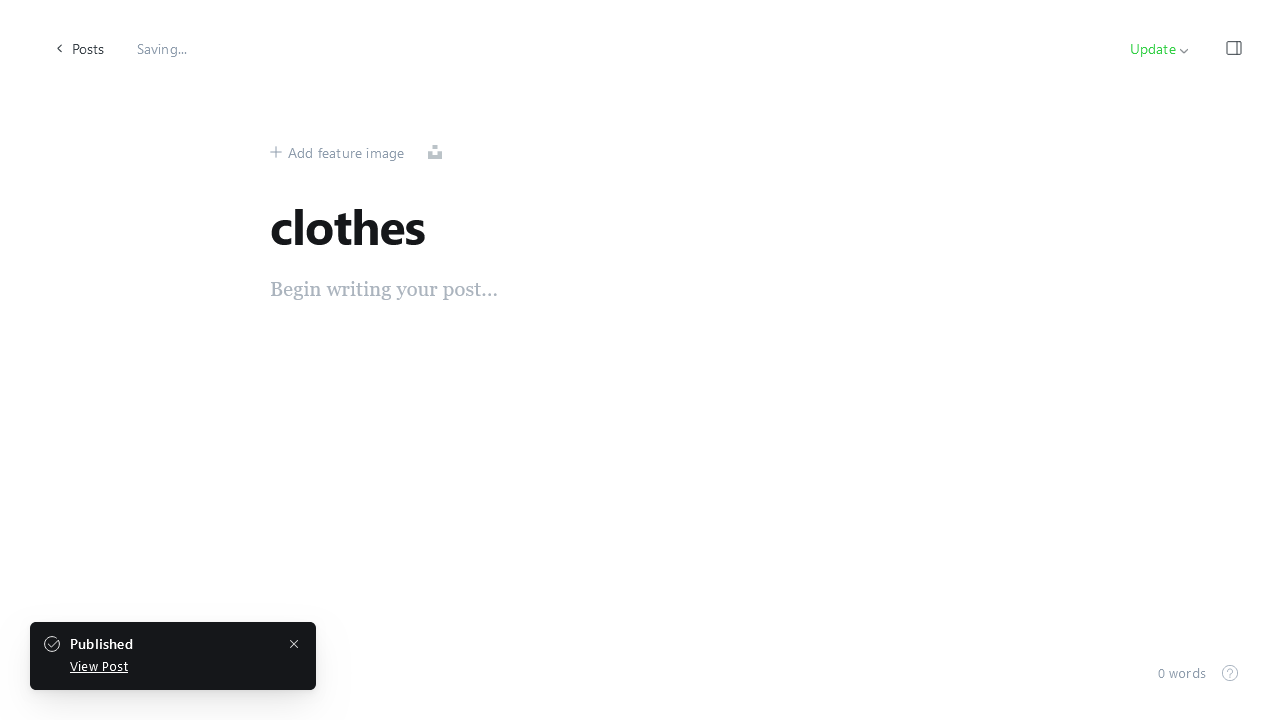 Posts
Saving...
Update
Add feature image
clothes
Begin writing your post...
Published
View Post
0 words